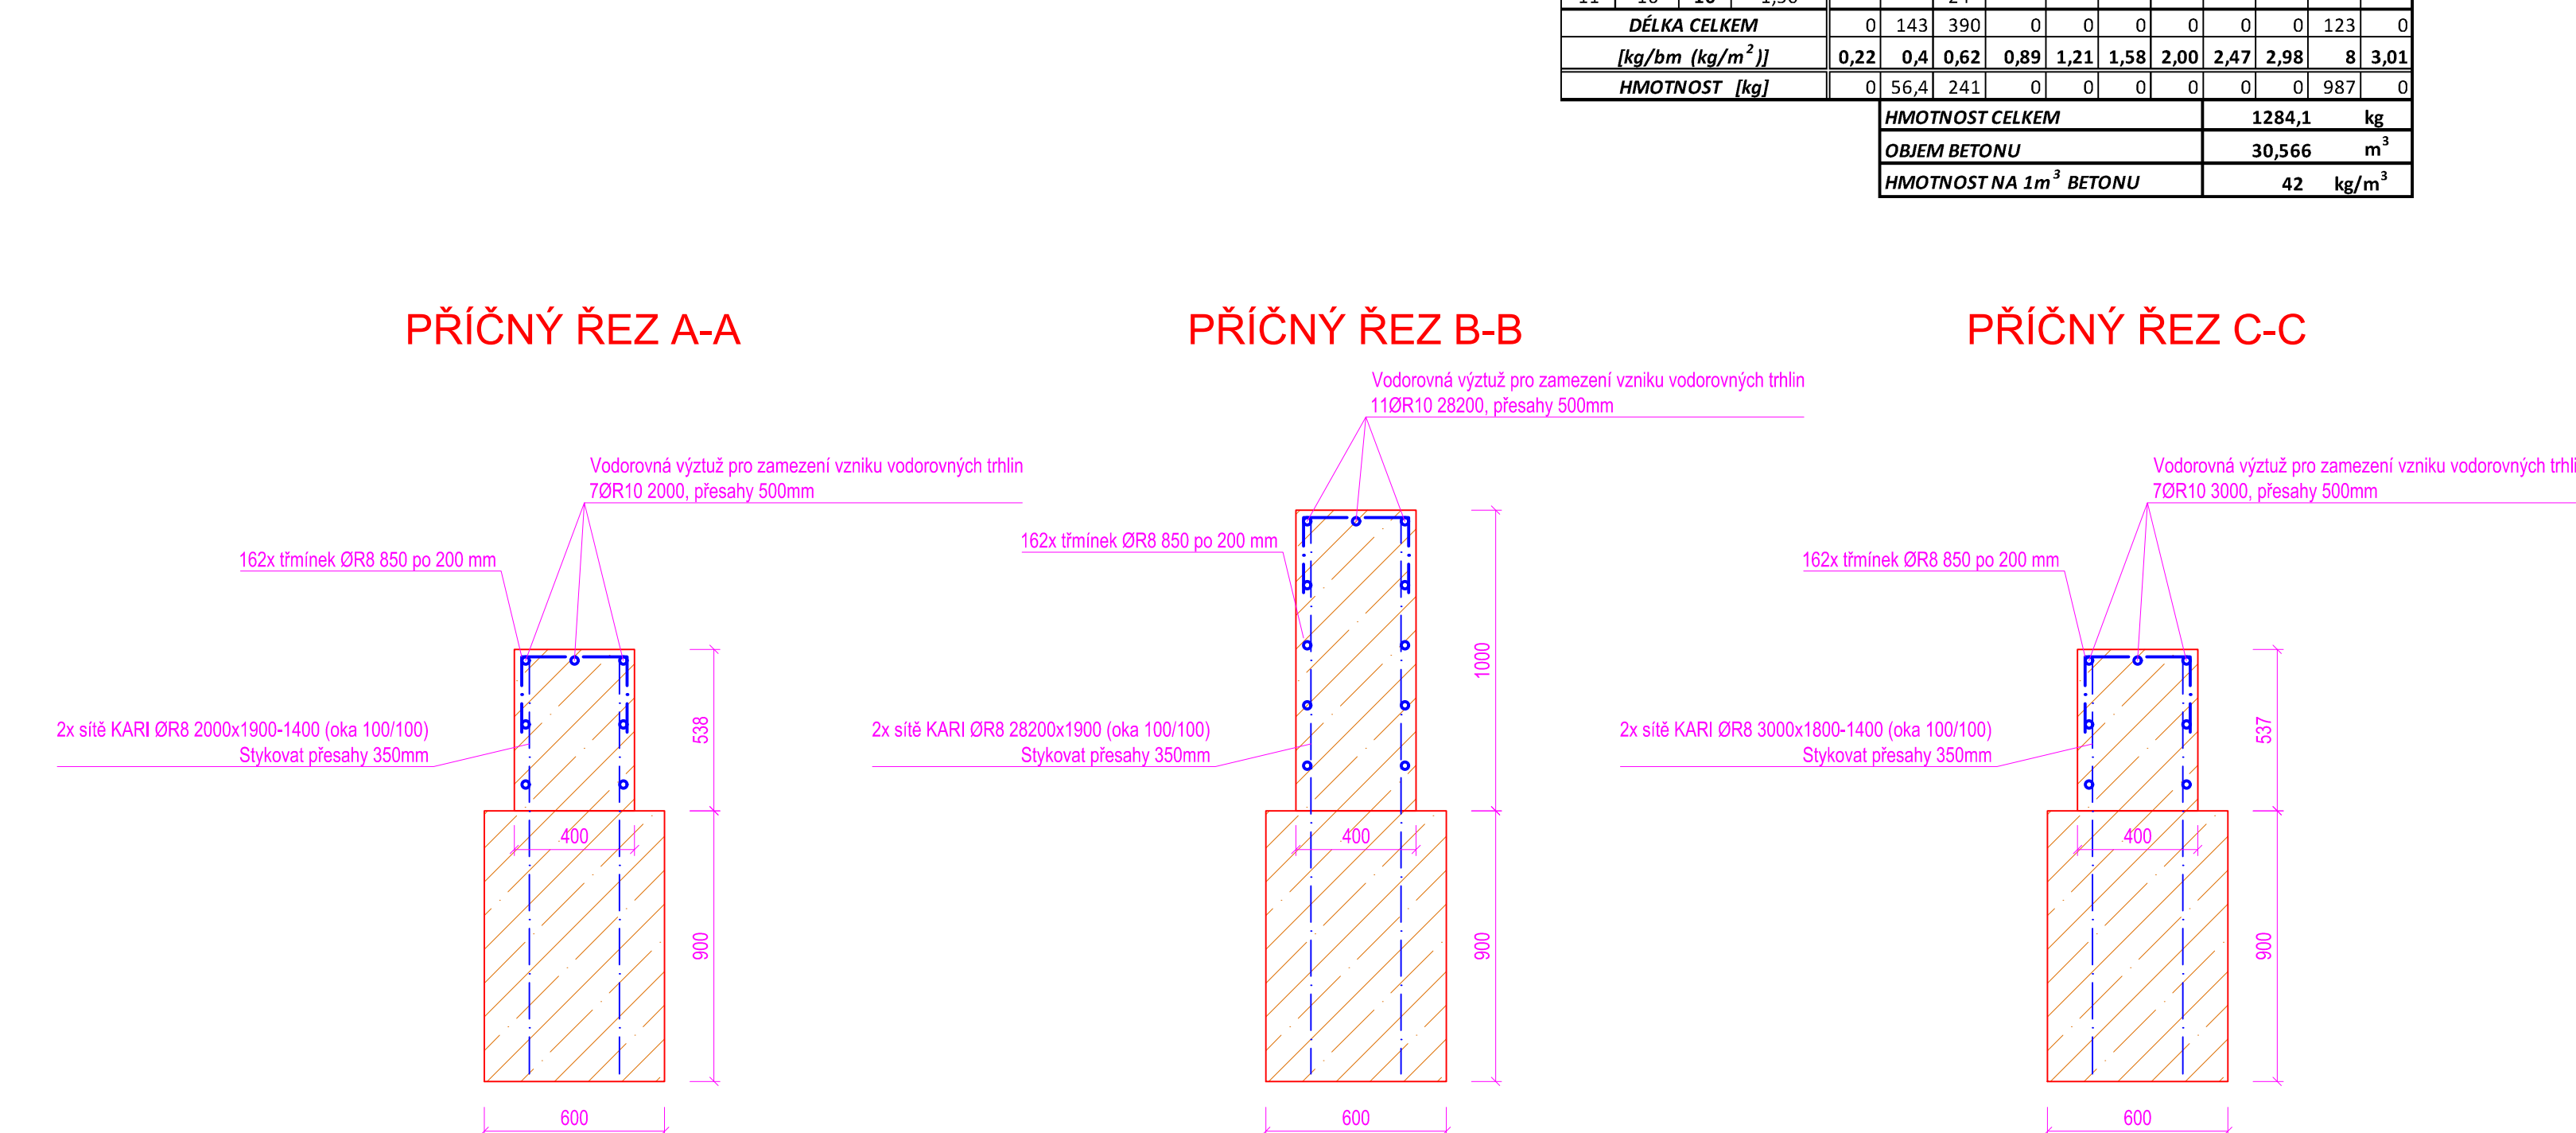 DÉLKA CELKEM 0 143 390 0 0 0 0 0 0 123 0
[kg/bm (kg/m²)] 0,22 0,4 0,62 0,89 1,21 1,58 2,00 2,47 2,98 8 3,01
HMOTNOST [kg] 0 56,4 241 0 0 0 0 0 0 987 0
HMOTNOST CELKEM 1284,1 kg
OBJEM BETONU 30,566 m³
HMOTNOST NA 1m³ BETONU 42 kg/m³
PŘÍČNÝ ŘEZ A-A
Vodorovná výztuž pro zamezení vzniku vodorovných trhlin
7ØR10 2000, přesahy 500mm
162x třmínek ØR8 850 po 200 mm
2x sítě KARI ØR8 2000x1900-1400 (oka 100/100)
Stykovat přesahy 350mm
538
400
900
600
PŘÍČNÝ ŘEZ B-B
Vodorovná výztuž pro zamezení vzniku vodorovných trhlin
11ØR10 28200, přesahy 500mm
162x třmínek ØR8 850 po 200 mm
2x sítě KARI ØR8 28200x1900 (oka 100/100)
Stykovat přesahy 350mm
1000
400
900
600
PŘÍČNÝ ŘEZ C-C
Vodorovná výztuž pro zamezení vzniku vodorovných trhli
7ØR10 3000, přesahy 500mm
162x třmínek ØR8 850 po 200 mm
2x sítě KARI ØR8 3000x1800-1400 (oka 100/100)
Stykovat přesahy 350mm
537
400
900
600